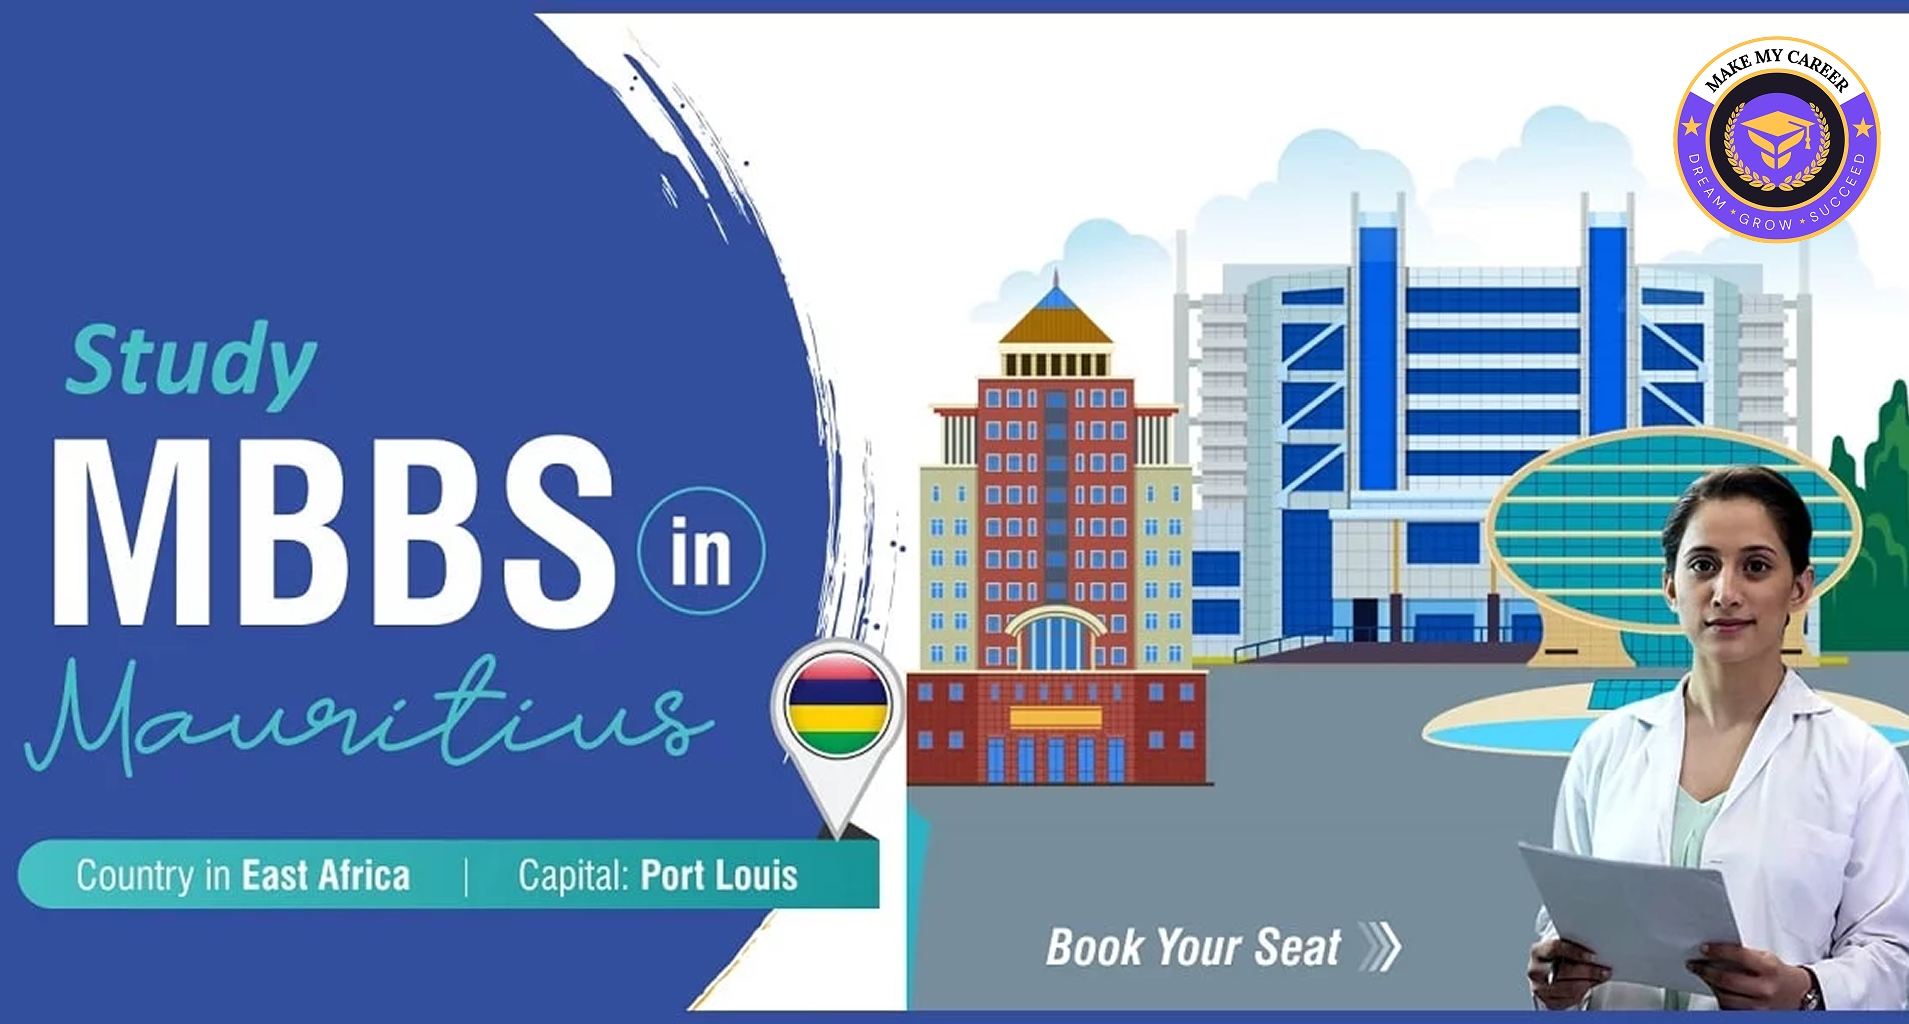 Study
MBBS in
Mauritius
Country in East Africa | Capital: Port Louis
Book Your Seat
MAKE MY CAREER
DREAM ★ GROW ★ SUCCEED